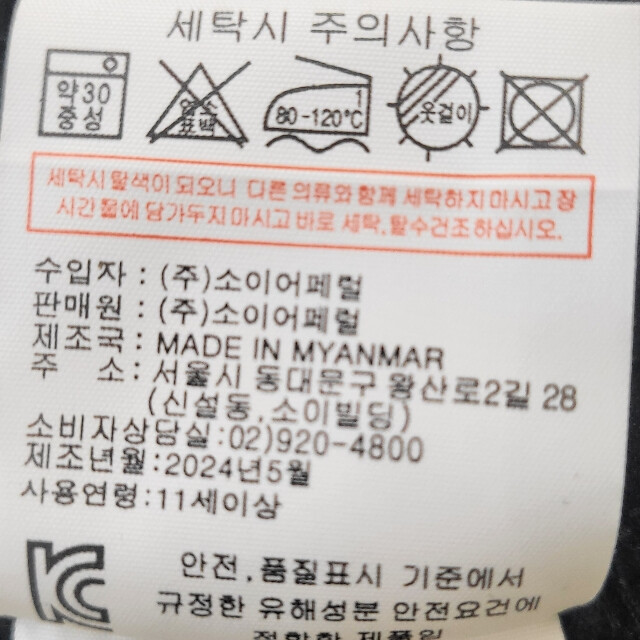 세탁시 주의사항
약30
중성
염소
표백
1
80-120℃
옷걸이
세탁시 탈색이 되오니 다른 의류와 함께 세탁하지 마시고 장
시간 물에 담가두지 마시고 바로 세탁,탈수건조하십시오.
수입자 : (주)소이어페럴
판매원 : (주)소이어페럴
제조국 : MADE IN MYANMAR
주 소 : 서울시 동대문구 왕산로2길 28
(신설동,소이빌딩)
소비자상담실:02)920-4800
제조년월:2024년5월
사용연령:11세이상
KC
안전,품질표시 기준에서
규정한 유해성분 안전요건에
적합한 제품임